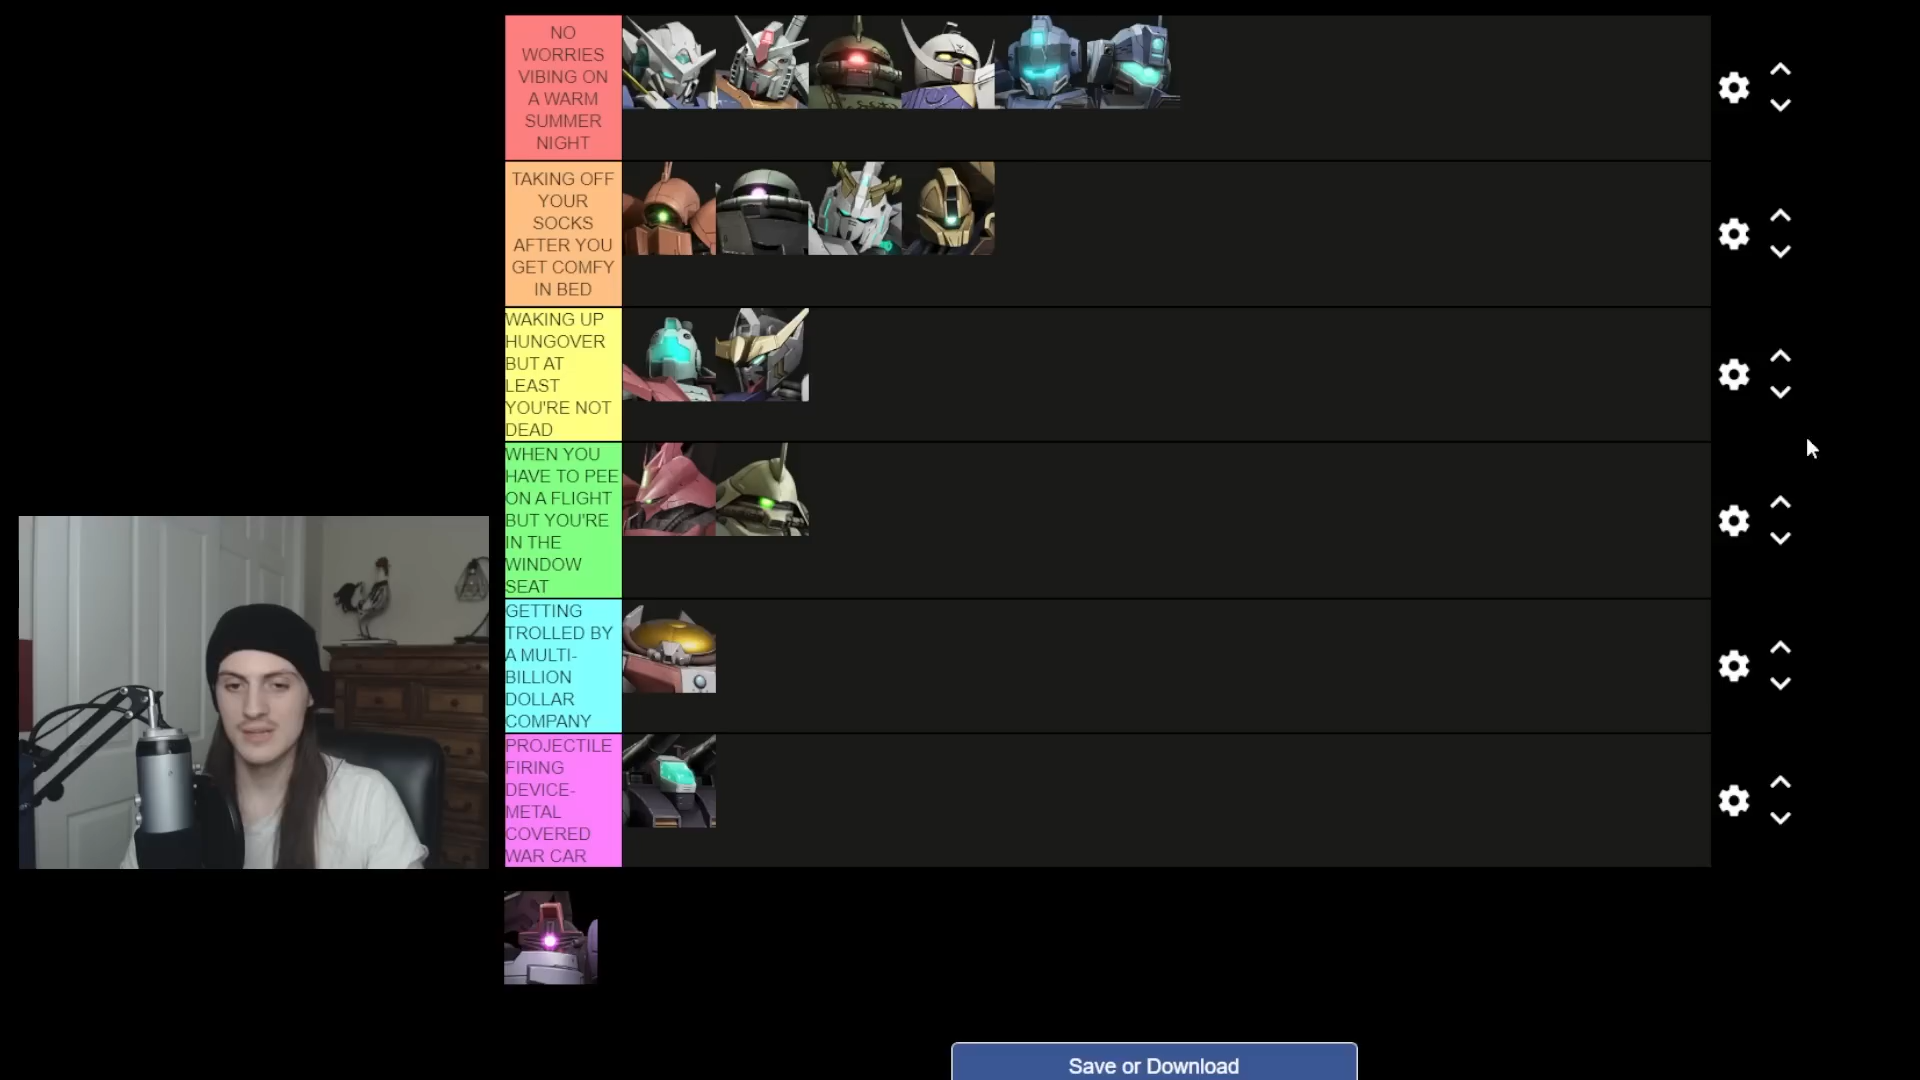 NO
WORRIES
VIBING ON
A WARM
SUMMER
NIGHT
TAKING OFF
YOUR
SOCKS
AFTER YOU
GET COMFY
IN BED
WAKING UP
HUNGOVER
BUT AT
LEAST
YOU'RE NOT
DEAD
WHEN YOU
HAVE TO PEE
ON A FLIGHT
BUT YOU'RE
IN THE
WINDOW
SEAT
GETTING
TROLLED BY
A MULTI-
BILLION
DOLLAR
COMPANY
PROJECTILE
FIRING
DEVICE-
METAL
COVERED
WAR CAR
Save or Download